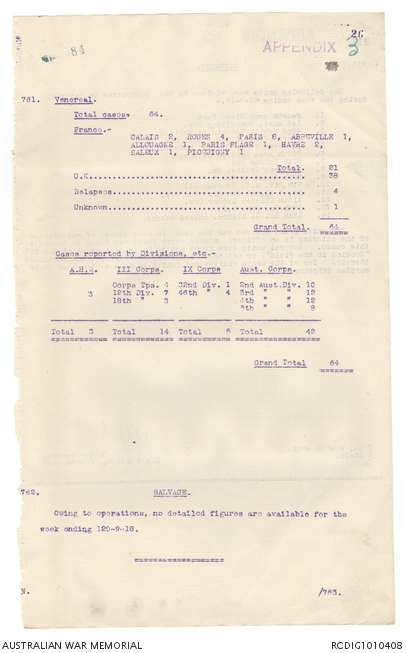 83
26
APPENDIX 3
761. Venereal.
Total cases. 64.
France.-
CALAIS 2, ROUEN 4, PARIS 6, ABBEVILLE 1,
ALLOUAGNE 1, PARIS PLAGE 1, HAVRE 2,
SALEUX 1, PICQUIGNY 1
Total. 21
U.K. 38
Relapses 4
Unknown 1
Grand Total. 64
Cases reported by Divisions, etc.-
A.H.Q. III Corps. IX Corps Aust. Corps.
Corps Tps. 4 32nd Div. 1 2nd Aust.Div. 10
3 12th Div. 7 46th " 4 3rd " " 12
18th " 3 4th " " 12
5th " " 8
Total 3 Total 14 Total 5 Total 42
Grand Total 64
762. SALVAGE.
Owing to operations, no detailed figures are available for the
week ending 120-9-18.
N. /763.
AUSTRALIAN WAR MEMORIAL RCDIG1010408